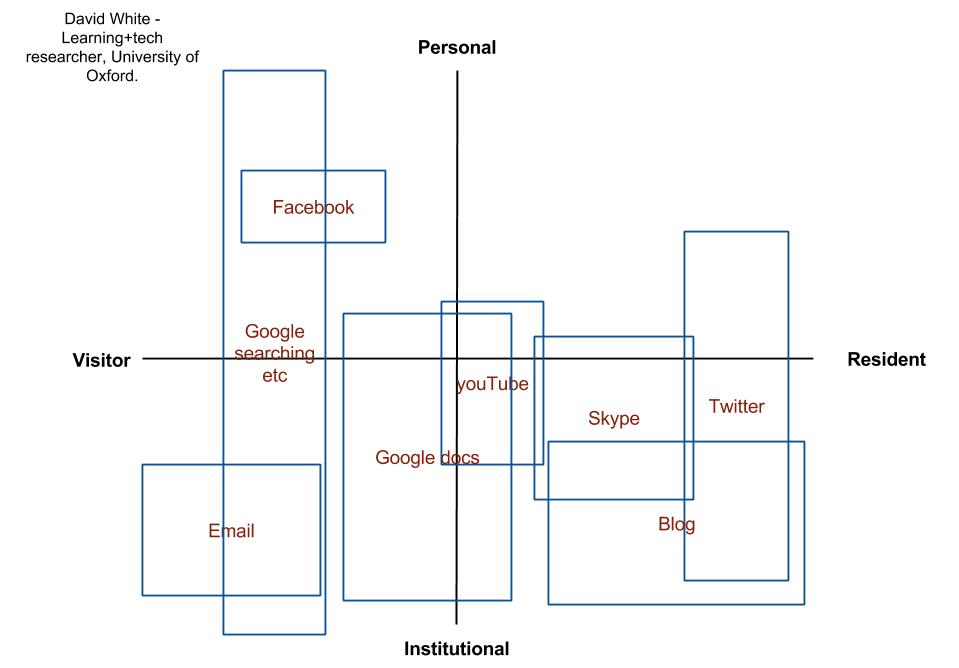 David White -
Learning+tech
researcher, University of
Oxford.
Personal
Facebook
Google
searching
etc
Visitor
Resident
youTube
Twitter
Skype
Google docs
Blog
Email
Institutional